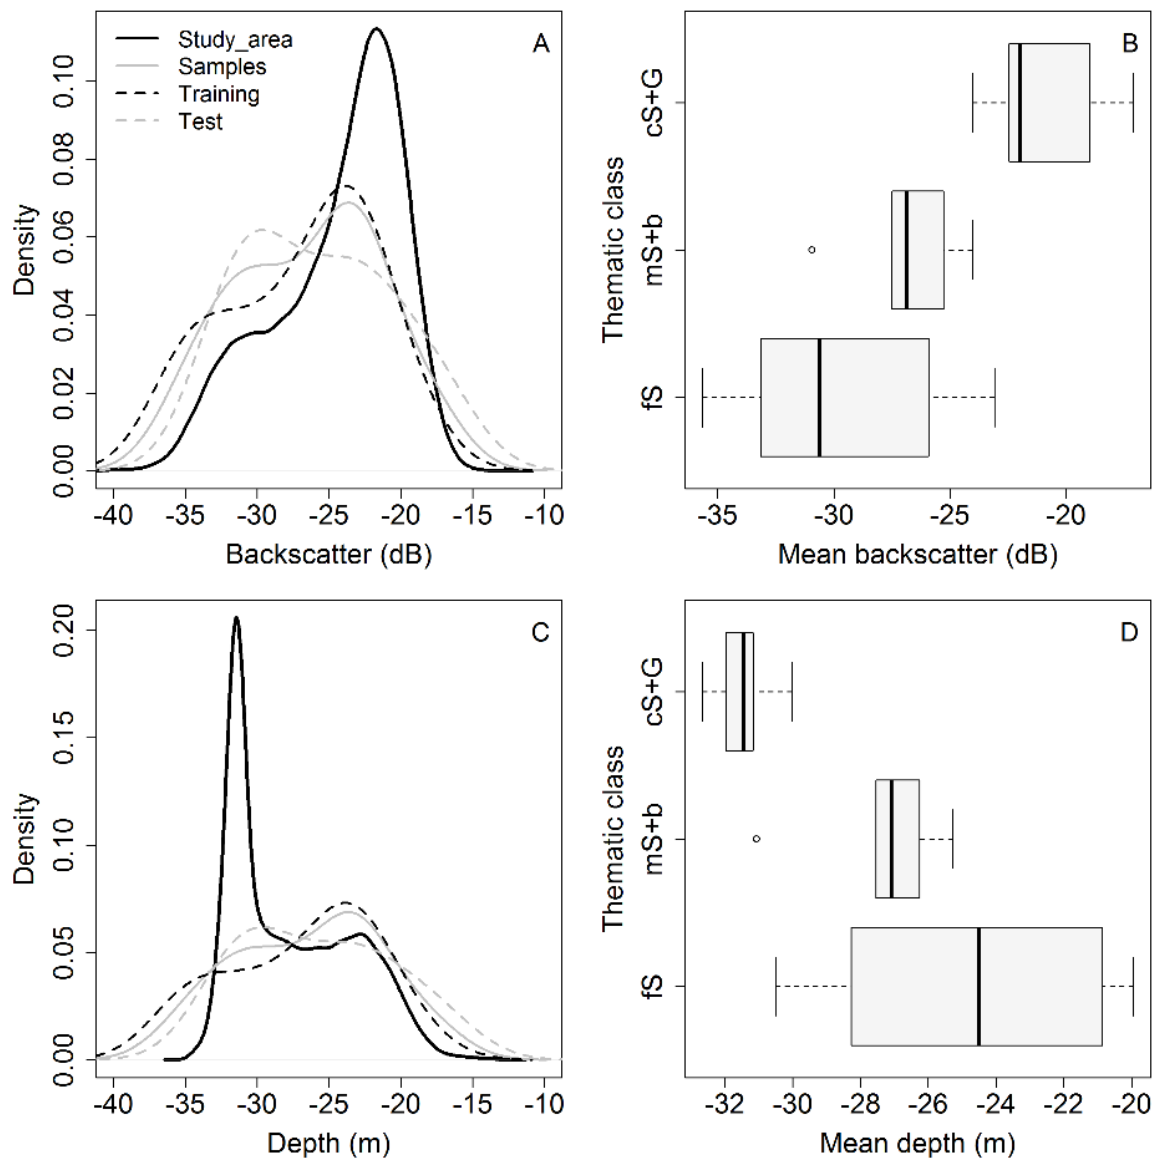 A
Study_area
Samples
Training
Test
Density
0.00 0.02 0.04 0.06 0.08 0.10
-40 -35 -30 -25 -20 -15 -10
Backscatter (dB)
B
Thematic class
cS+G
mS+b
fS
-35 -30 -25 -20
Mean backscatter (dB)
C
Density
0.00 0.05 0.10 0.15 0.20
-40 -35 -30 -25 -20 -15 -10
Depth (m)
D
Thematic class
cS+G
mS+b
fS
-32 -30 -28 -26 -24 -22 -20
Mean depth (m)